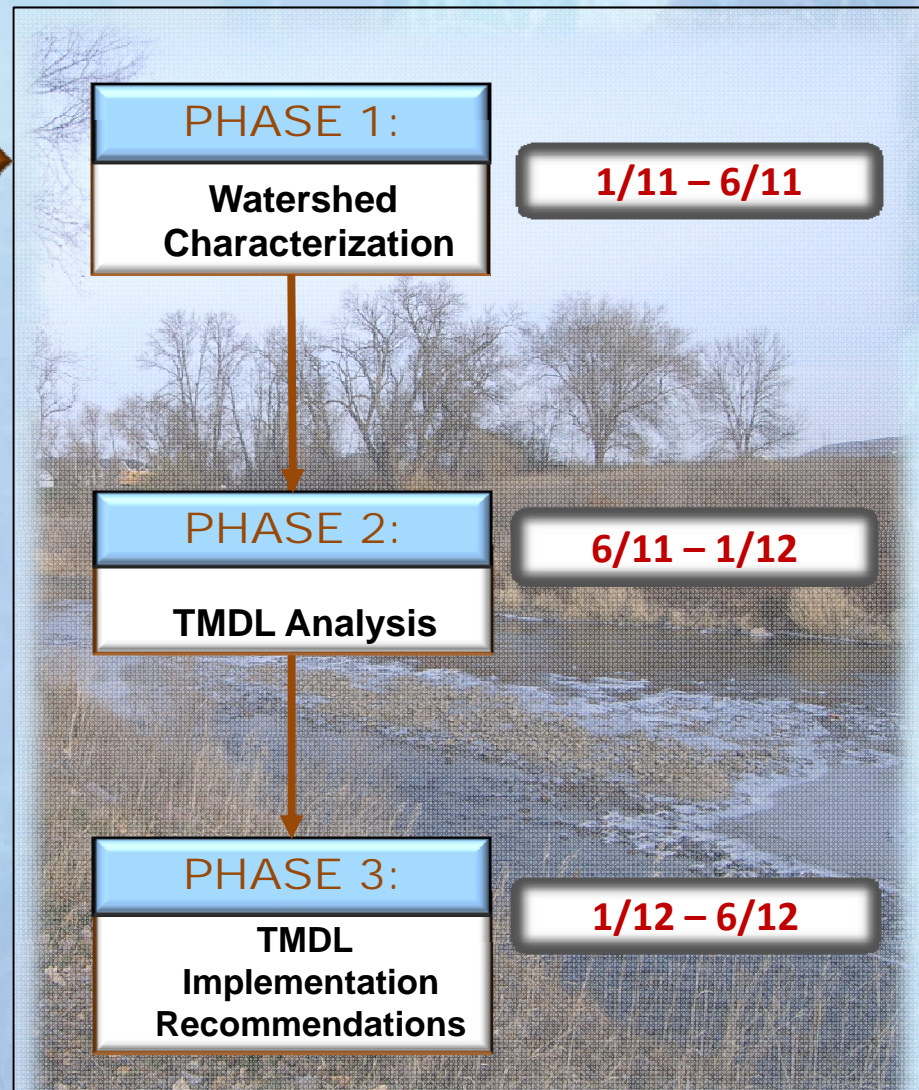 PHASE 1:
Watershed
Characterization
1/11 – 6/11
PHASE 2:
TMDL Analysis
6/11 – 1/12
PHASE 3:
TMDL
Implementation
Recommendations
1/12 – 6/12